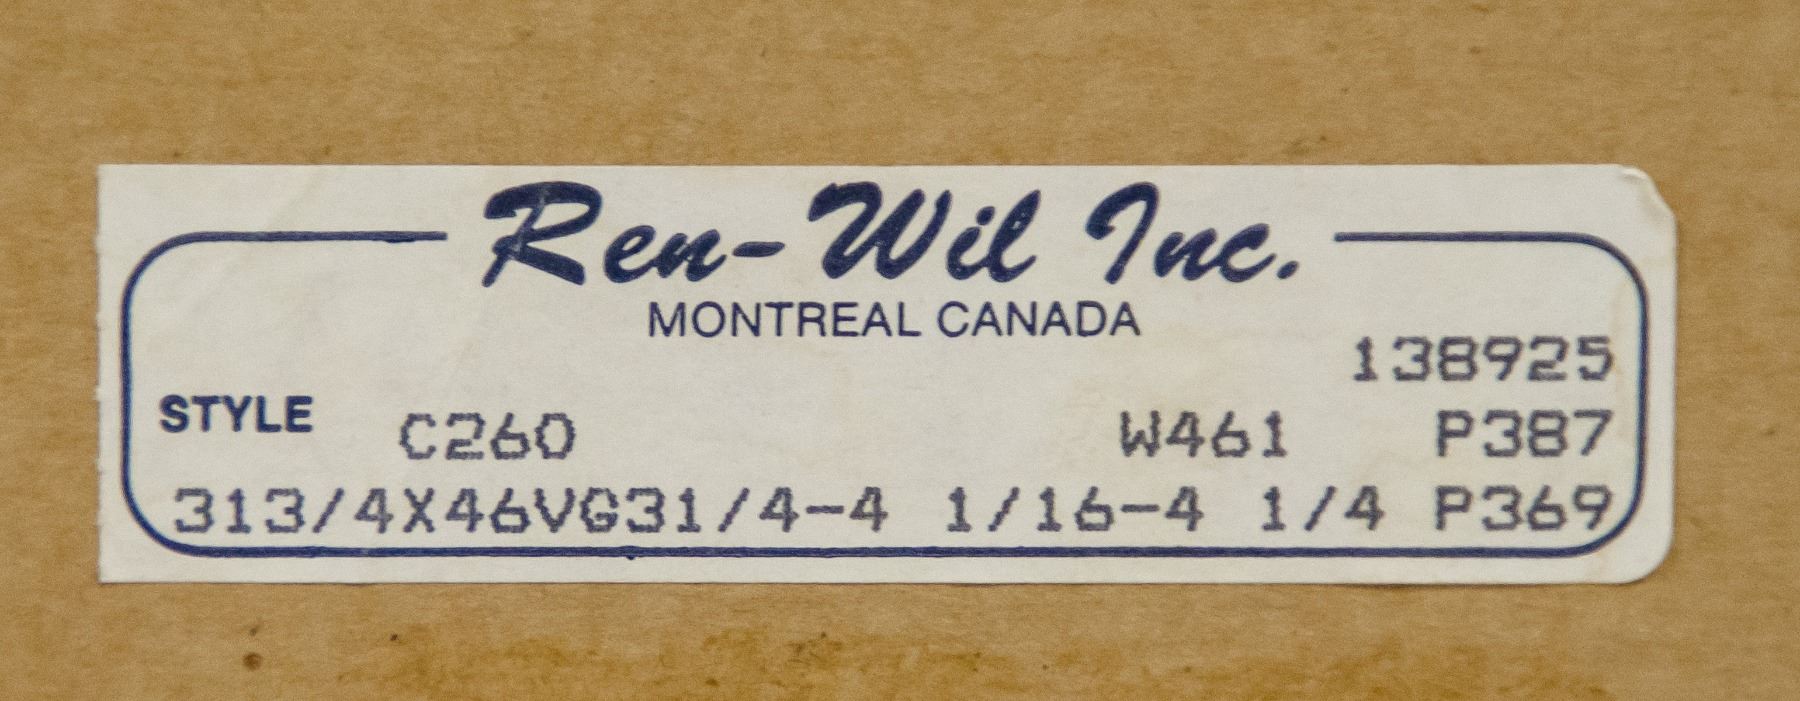 Ren-Wil Inc.
MONTREAL CANADA
138925
STYLE C260 W461 P387
313/4X46VG31/4-4 1/16-4 1/4 P369